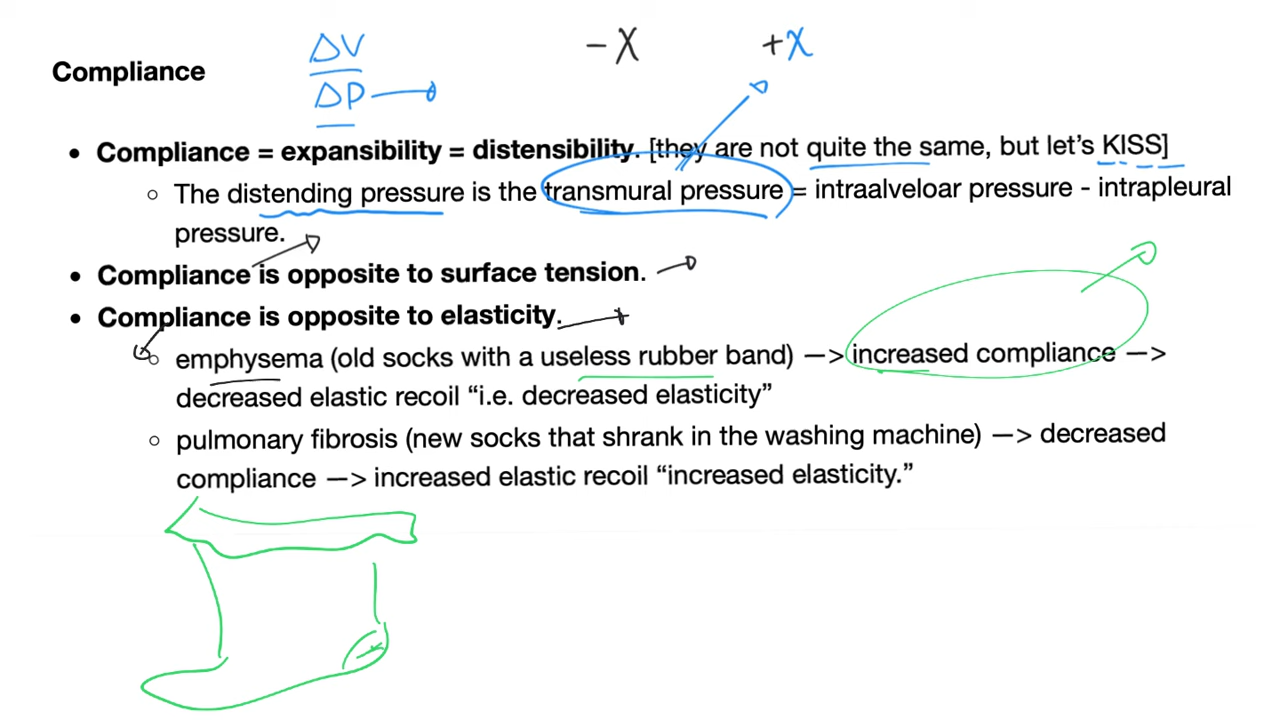 ΔV
ΔP
- X +X
Compliance
• Compliance = expansibility = distensibility. [they are not quite the same, but let’s KISS]
○ The distending pressure is the transmural pressure = intraalveloar pressure - intrapleural
pressure.
• Compliance is opposite to surface tension.
• Compliance is opposite to elasticity.
○ emphysema (old socks with a useless rubber band) —> increased compliance —>
decreased elastic recoil “i.e. decreased elasticity”
○ pulmonary fibrosis (new socks that shrank in the washing machine) —> decreased
compliance —> increased elastic recoil “increased elasticity.”